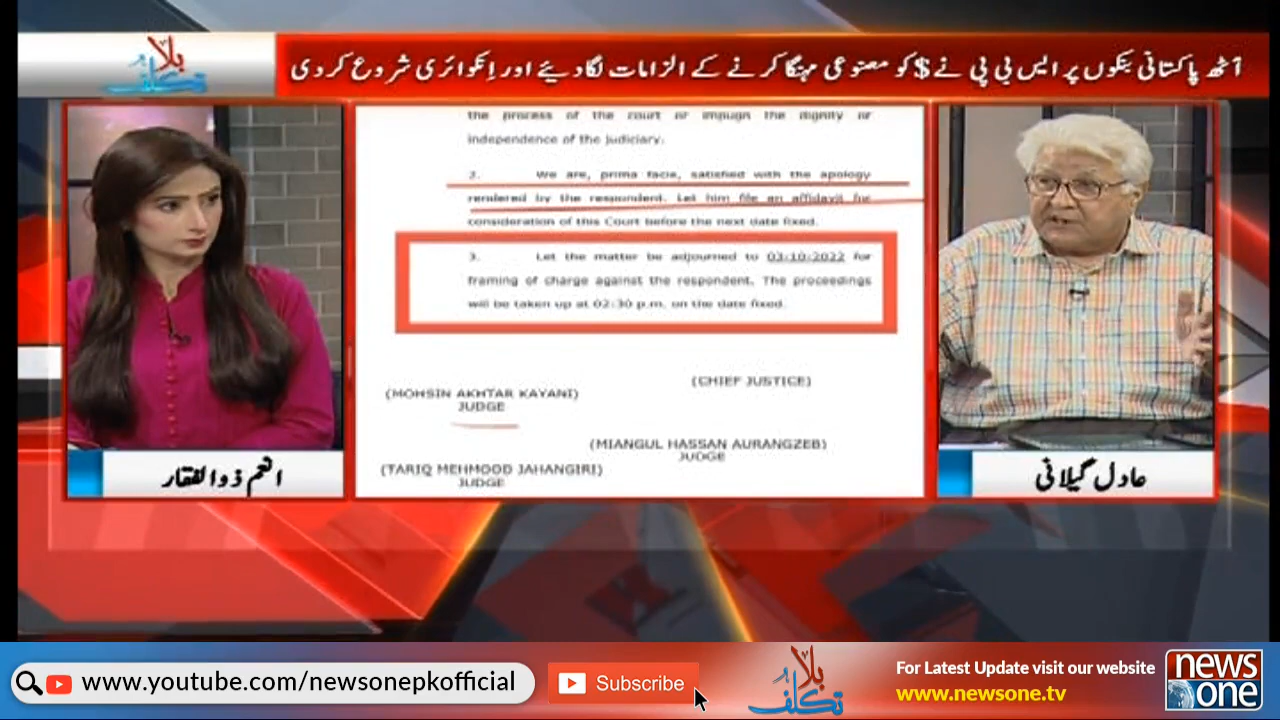 بلا
تکلف
آٹھ پاکستانی بینکوں پر ایس بی پی نے $ کو مصنوعی مہنگا کرنے کے الزامات لگا دیئے اور اِنکوائری شروع کر دی
the process of the court or impugn the dignity or
independence of the judiciary.
2. We are, prima facie, satisfied with the apology
rendered by the respondent. Let him file an affidavit for
consideration of this Court before the next date fixed.
3. Let the matter be adjourned to 03-10-2022 for
framing of charge against the respondent. The proceedings
will be taken up at 02:30 p.m. on the date fixed.
(CHIEF JUSTICE)
(MOHSIN AKHTAR KAYANI)
JUDGE
(MIANGUL HASSAN AURANGZEB)
JUDGE
(TARIQ MEHMOOD JAHANGIRI)
JUDGE
انعم ذوالفقار
عادل گیلانی
www.youtube.com/newsonepkofficial
Subscribe
بلا
تکلف
For Latest Update visit our website
www.newsone.tv
news
one